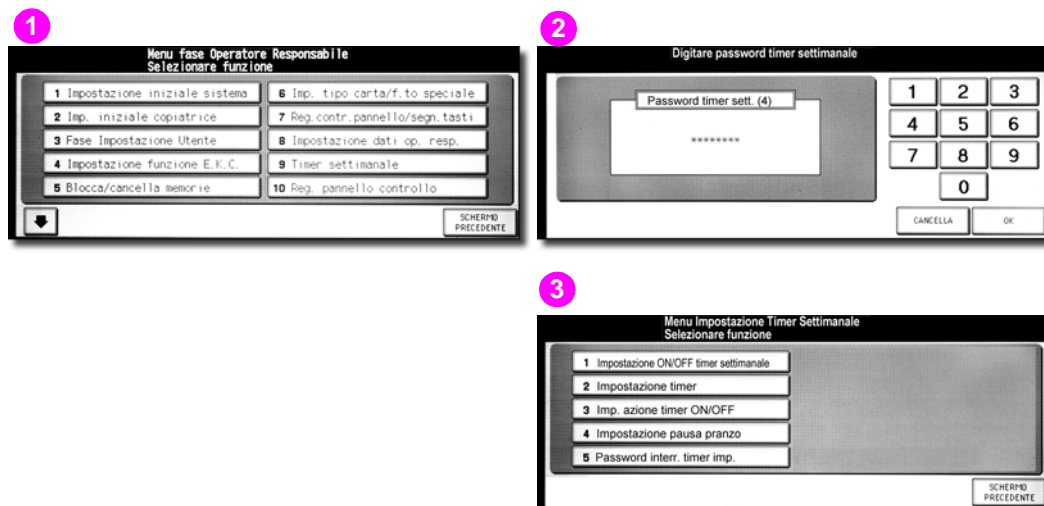 1
Menu fase Operatore Responsabile
Selezionare funzione
1 Impostazione iniziale sistema
2 Imp. iniziale copiatrice
3 Fase Impostazione Utente
4 Impostazione funzione E.K.C.
5 Blocca/cancella memorie
6 Imp. tipo carta/f.to speciale
7 Reg.contr.pannello/segn.tasti
8 Impostazione dati op. resp.
9 Timer settimanale
10 Reg. pannello controllo
SCHERMO
PRECEDENTE
2
Digitare password timer settimanale
Password timer sett. (4)
********
1 2 3
4 5 6
7 8 9
0
CANCELLA OK
3
Menu Impostazione Timer Settimanale
Selezionare funzione
1 Impostazione ON/OFF timer settimanale
2 Impostazione timer
3 Imp. azione timer ON/OFF
4 Impostazione pausa pranzo
5 Password interr. timer imp.
SCHERMO
PRECEDENTE